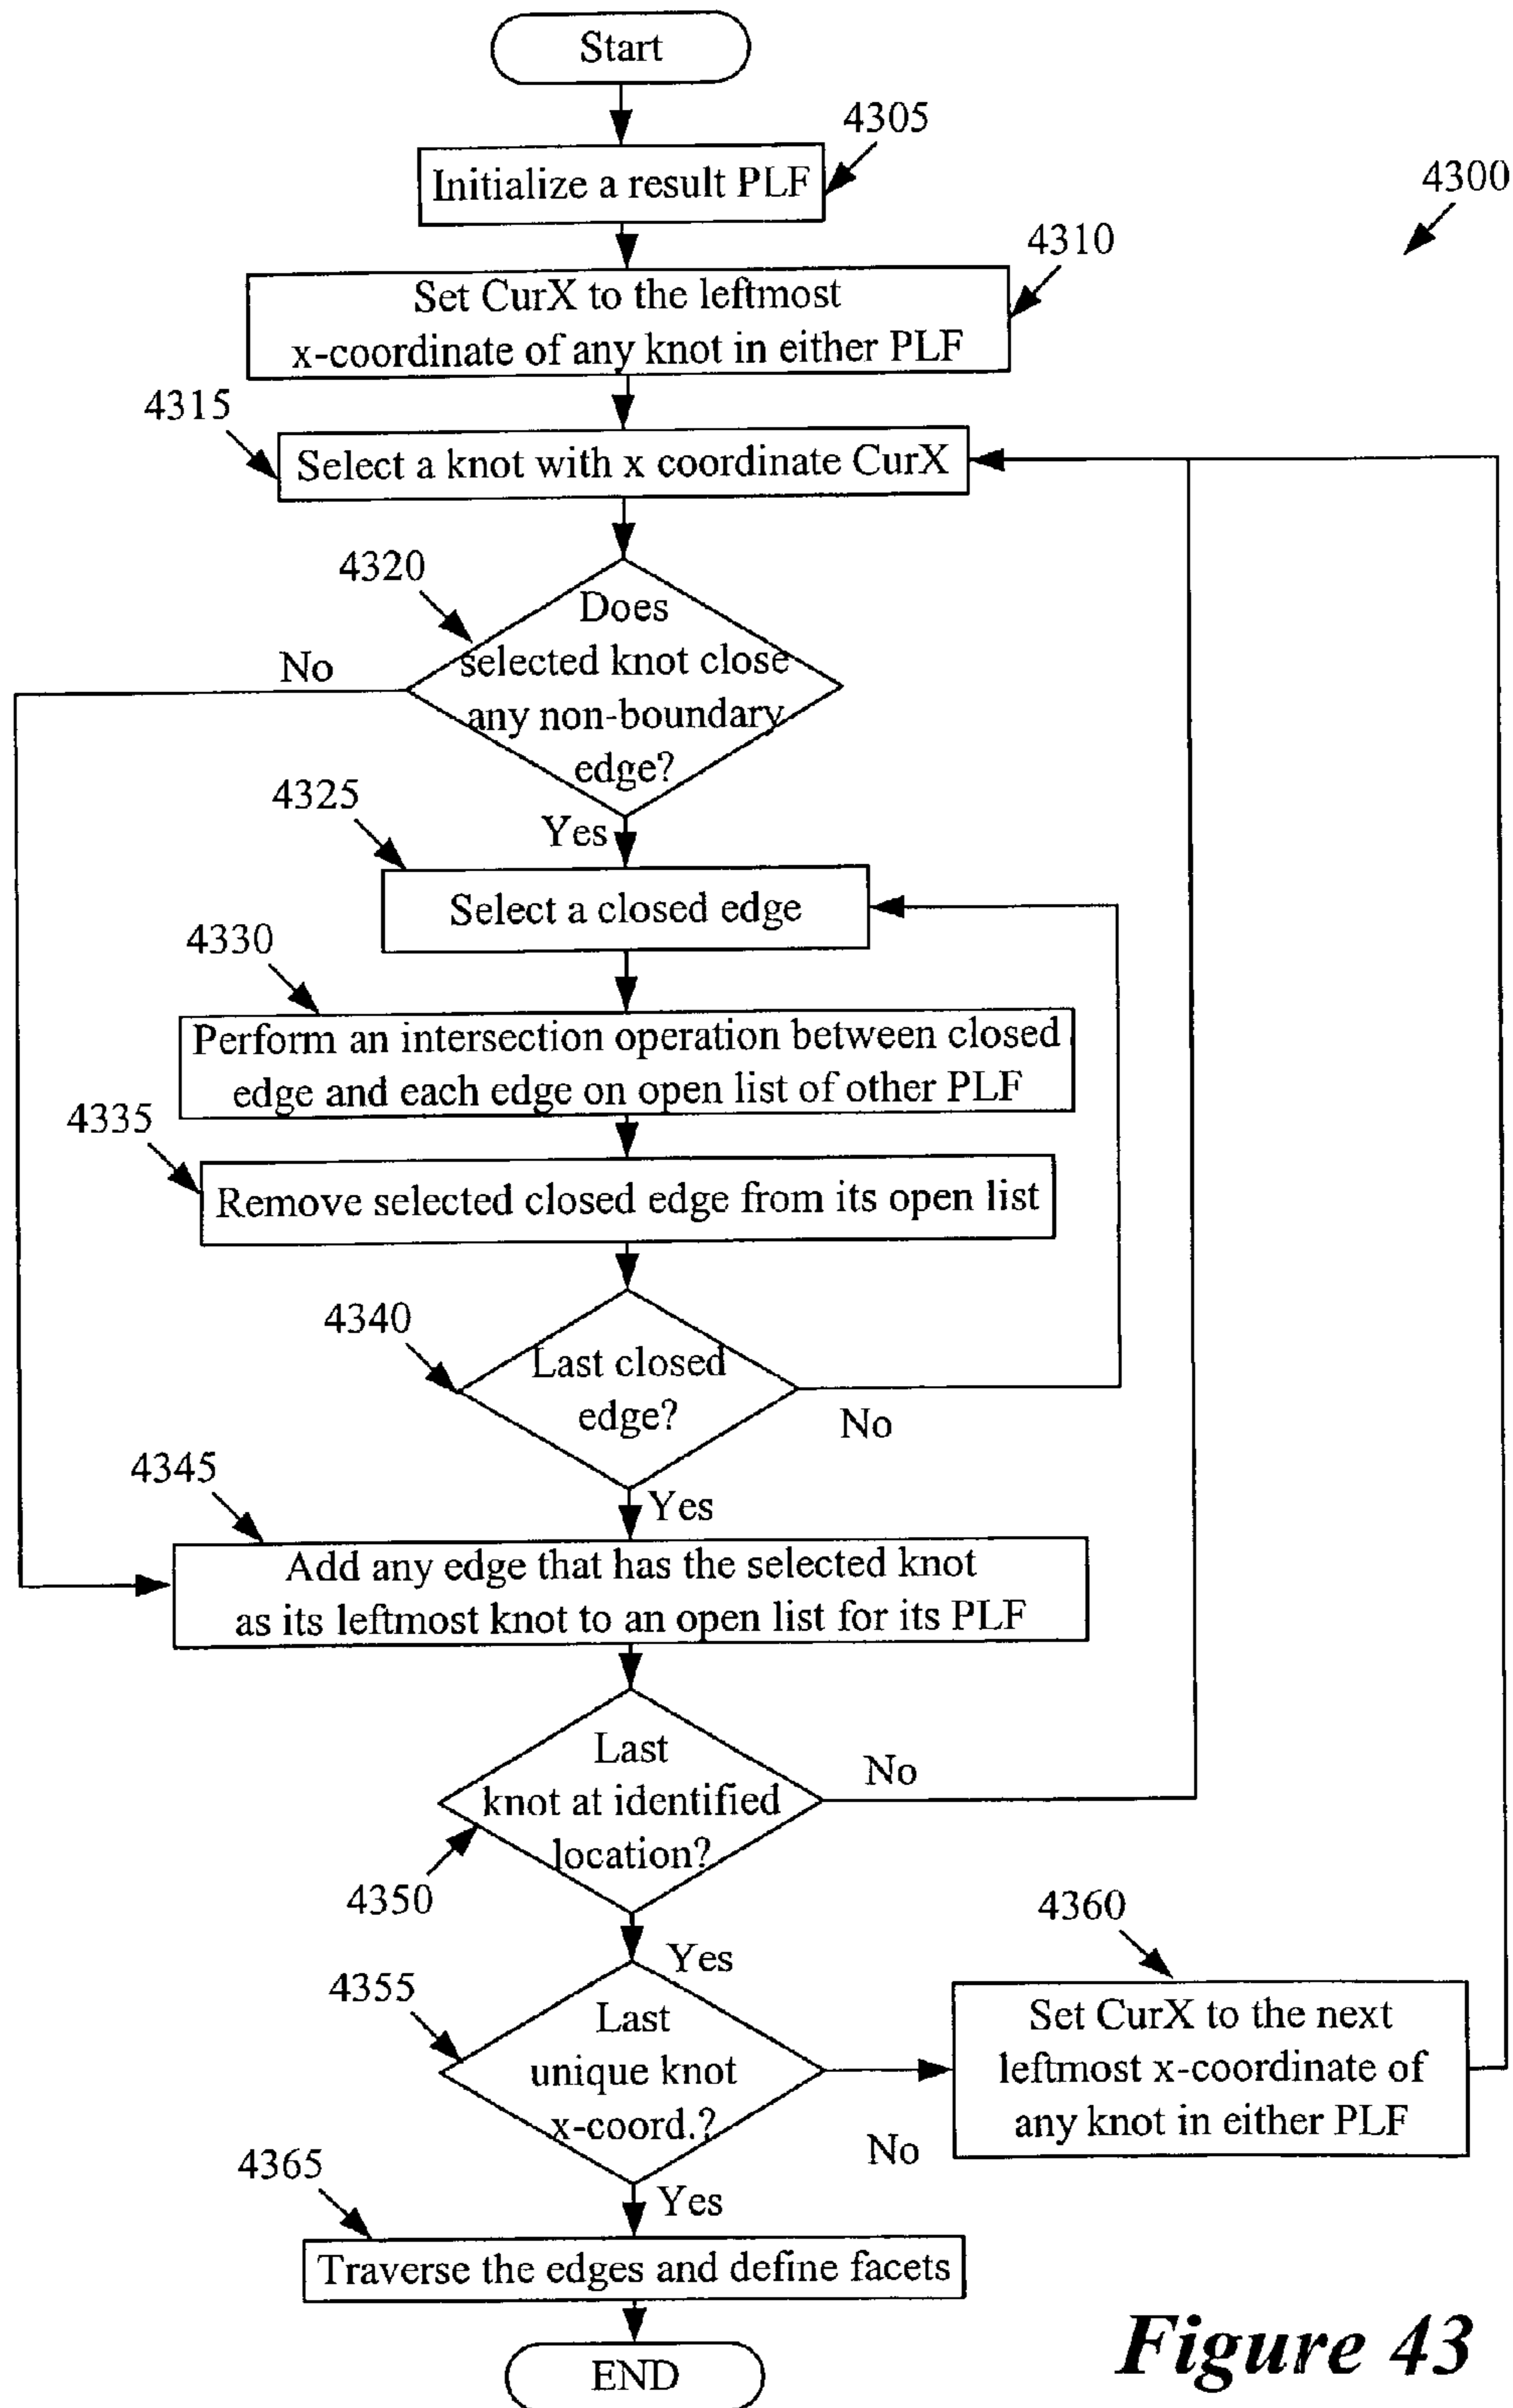 Start
4305
Initialize a result PLF
4300
4310
Set CurX to the leftmost
x-coordinate of any knot in either PLF
4315
Select a knot with x coordinate CurX
4320
Does
selected knot close
any non-boundary
edge?
No
4325
Yes
Select a closed edge
4330
Perform an intersection operation between closed
edge and each edge on open list of other PLF
4335
Remove selected closed edge from its open list
4340
Last closed
edge?
No
4345
Yes
Add any edge that has the selected knot
as its leftmost knot to an open list for its PLF
Last
knot at identified
location?
No
4350
Yes
4360
4355
Last
unique knot
x-coord.?
No
Set CurX to the next
leftmost x-coordinate of
any knot in either PLF
4365
Yes
Traverse the edges and define facets
END
Figure 43